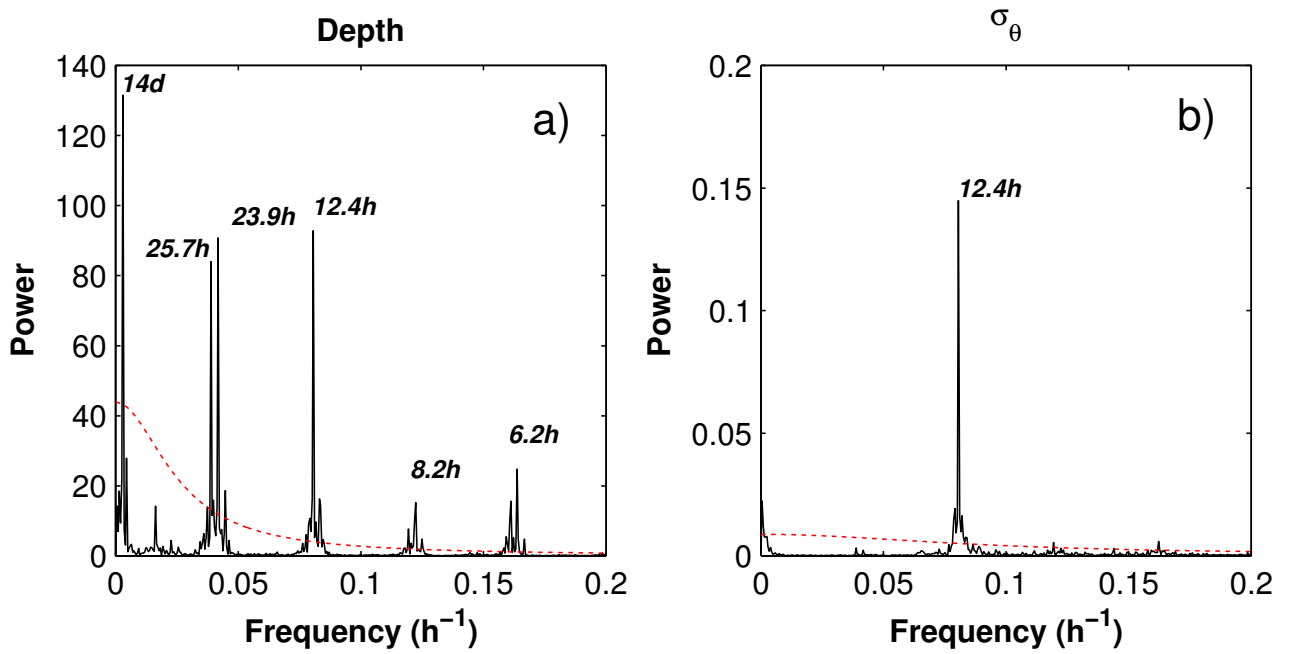 Depth
140
120
100
80
60
40
20
0
Power
14d
25.7h
23.9h
12.4h
8.2h
6.2h
a)
0 0.05 0.1 0.15 0.2
Frequency (h⁻¹)
σ_θ
0.2
0.15
0.1
0.05
0
Power
12.4h
b)
0 0.05 0.1 0.15 0.2
Frequency (h⁻¹)